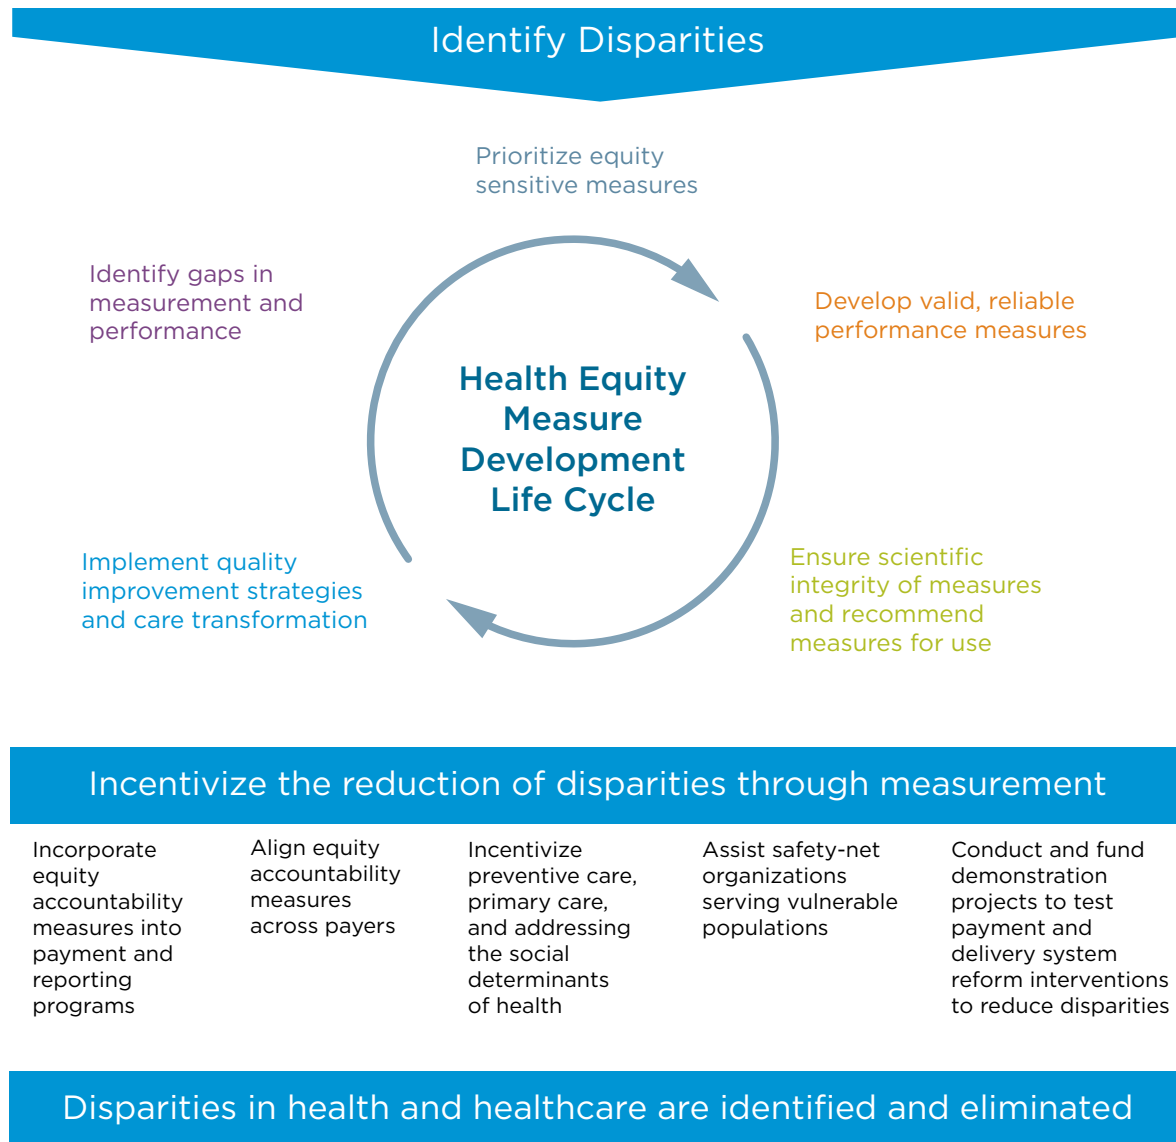 Identify Disparities
Prioritize equity
sensitive measures
Identify gaps in
measurement and
performance
Develop valid, reliable
performance measures
Health Equity
Measure
Development
Life Cycle
Implement quality
improvement strategies
and care transformation
Ensure scientific
integrity of measures
and recommend
measures for use
Incentivize the reduction of disparities through measurement
Incorporate
equity
accountability
measures into
payment and
reporting
programs
Align equity
accountability
measures
across payers
Incentivize
preventive care,
primary care,
and addressing
the social
determinants
of health
Assist safety-net
organizations
serving vulnerable
populations
Conduct and fund
demonstration
projects to test
payment and
delivery system
reform interventions
to reduce disparities
Disparities in health and healthcare are identified and eliminated